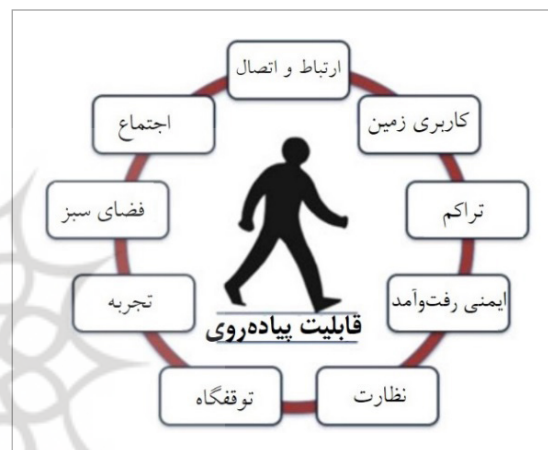 ارتباط و اتصال
کاربری زمین
تراکم
ایمنی رفت‌وآمد
نظارت
توقفگاه
تجربه
فضای سبز
اجتماع
قابلیت پیاده‌روی